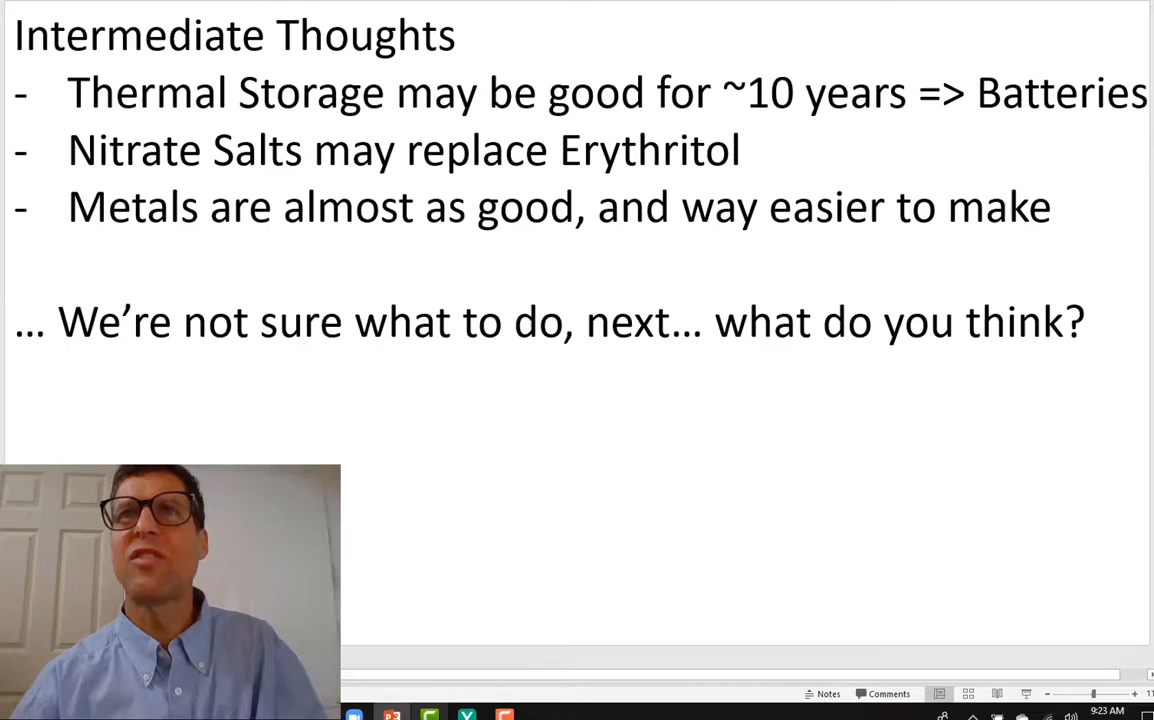 Intermediate Thoughts
- Thermal Storage may be good for ~10 years => Batteries
- Nitrate Salts may replace Erythritol
- Metals are almost as good, and way easier to make
... We're not sure what to do, next... what do you think?
Notes
Comments
9:23 AM